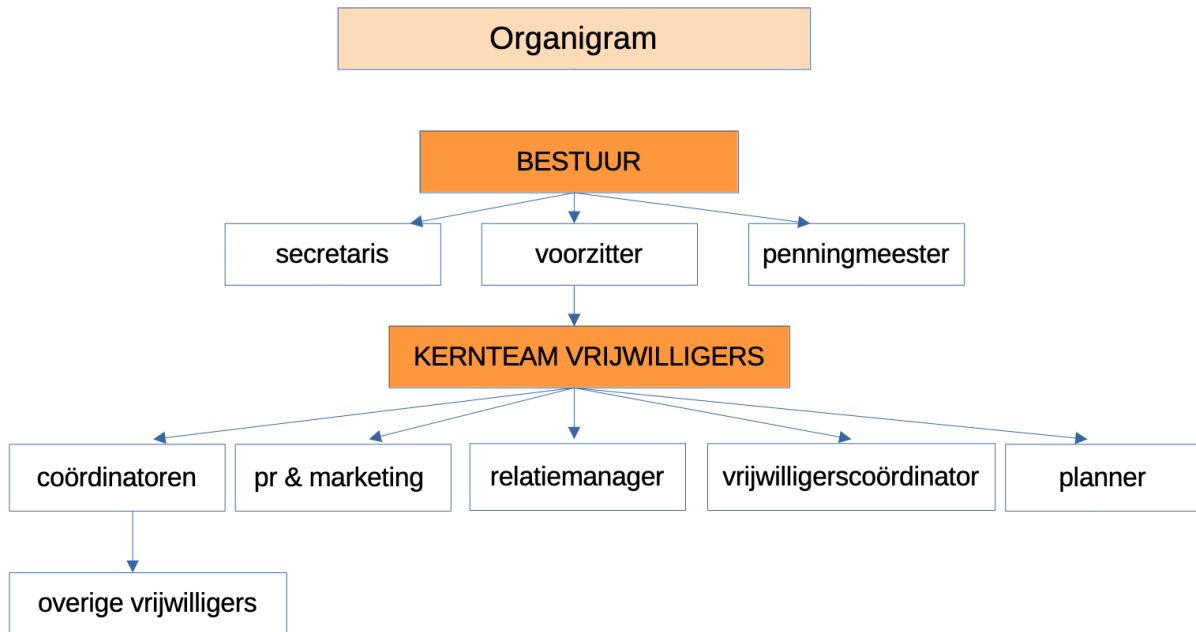 Organigram
BESTUUR
secretaris
voorzitter
penningmeester
KERNTEAM VRIJWILLIGERS
coördinatoren
pr & marketing
relatiemanager
vrijwilligerscoördinator
planner
overige vrijwilligers